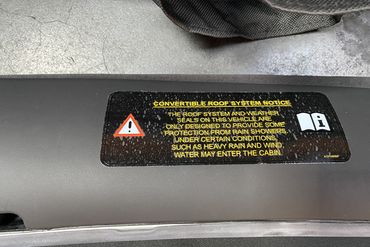 CONVERTIBLE ROOF SYSTEM NOTICE
THE ROOF SYSTEM AND WEATHER
SEALS ON THIS VEHICLE ARE
ONLY DESIGNED TO PROVIDE SOME
PROTECTION FROM RAIN SHOWERS.
UNDER CERTAIN CONDITIONS,
SUCH AS HEAVY RAIN AND WIND,
WATER MAY ENTER THE CABIN.